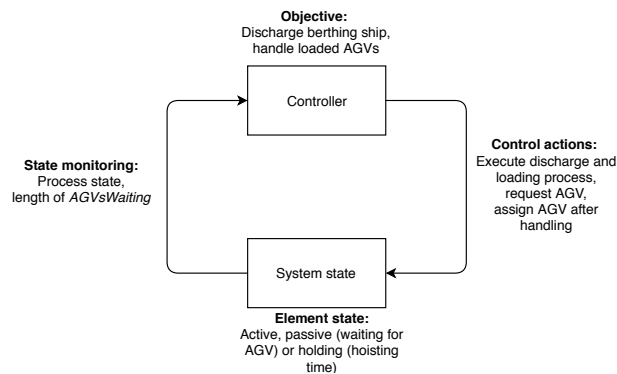 Objective:
Discharge berthing ship,
handle loaded AGVs
Controller
State monitoring:
Process state,
length of AGVsWaiting
Control actions:
Execute discharge and
loading process,
request AGV,
assign AGV after
handling
System state
Element state:
Active, passive (waiting for
AGV) or holding (hoisting
time)